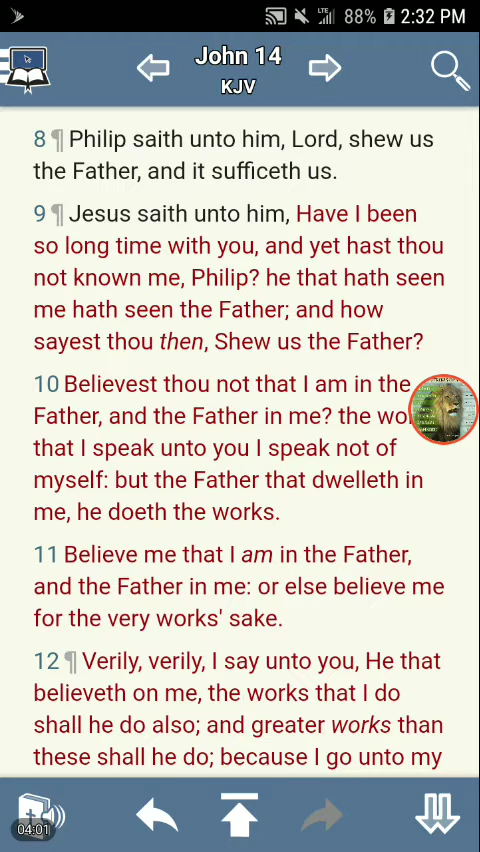 LTE 88% 2:32 PM
John 14
KJV
8 ¶ Philip saith unto him, Lord, shew us
the Father, and it sufficeth us.
9 ¶ Jesus saith unto him, Have I been
so long time with you, and yet hast thou
not known me, Philip? he that hath seen
me hath seen the Father; and how
sayest thou then, Shew us the Father?
10 Believest thou not that I am in the
Father, and the Father in me? the
that I speak unto you I speak not of
myself: but the Father that dwelleth in
me, he doeth the works.
11 Believe me that I am in the Father,
and the Father in me: or else believe me
for the very works' sake.
12 ¶ Verily, verily, I say unto you, He that
believeth on me, the works that I do
shall he do also; and greater works than
these shall he do; because I go unto my
04:01